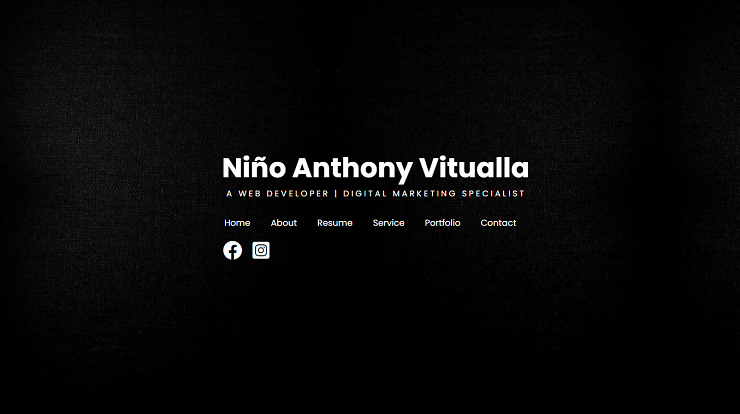 Niño Anthony Vitualla
A WEB DEVELOPER | DIGITAL MARKETING SPECIALIST
Home About Resume Service Portfolio Contact